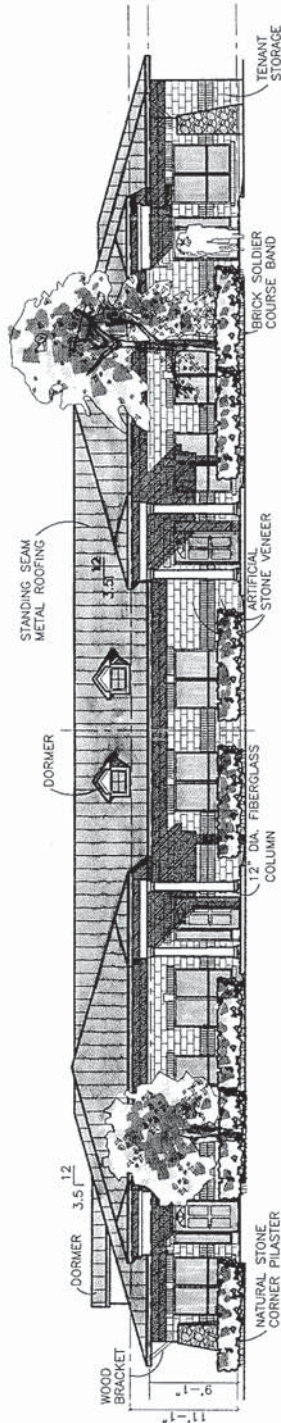 WOOD
BRACKET
DORMER
3.5
12
DORMER
STANDING SEAM
METAL ROOFING
3.5
12
9'-1"
11'-1"
NATURAL STONE
CORNER PILASTER
12" DIA. FIBERGLASS
COLUMN
ARTIFICIAL
STONE VENEER
BRICK SOLDIER
COURSE BAND
TENANT
STORAGE